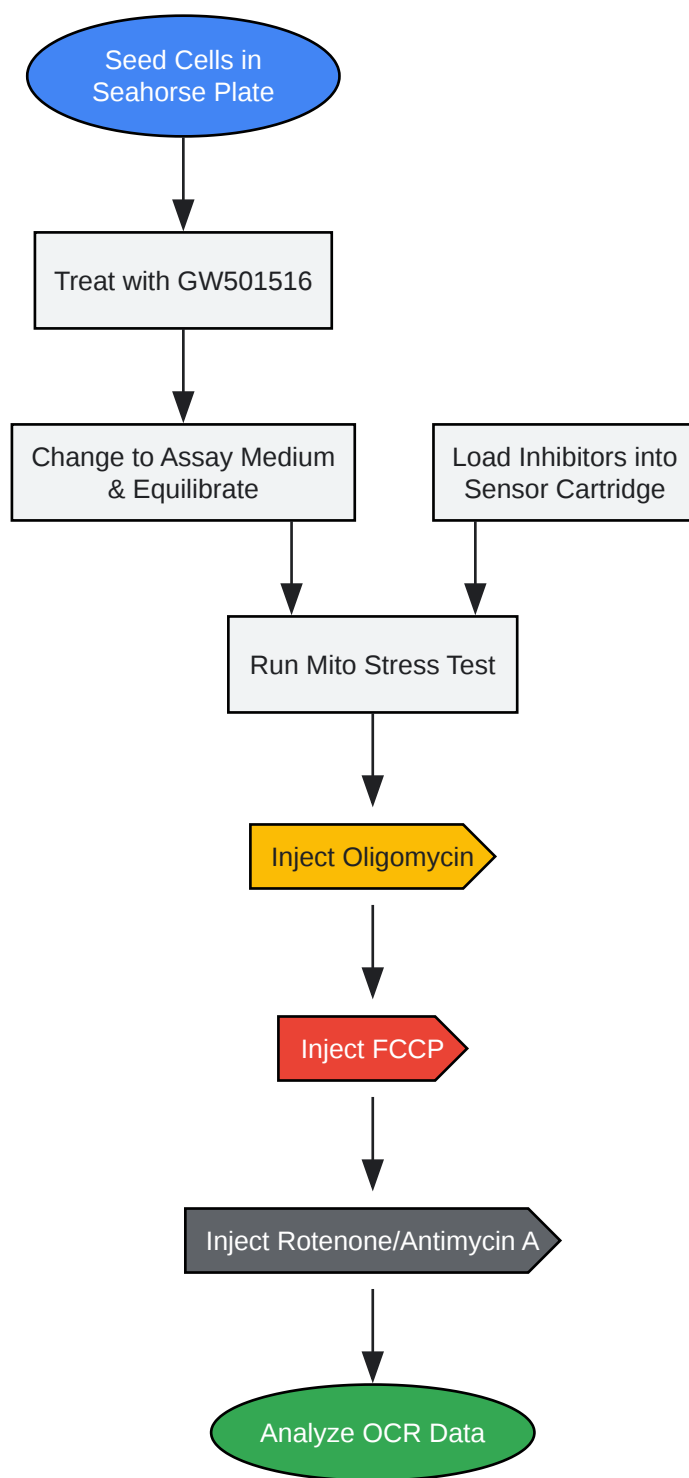 Seed Cells in
Seahorse Plate
Treat with GW501516
Change to Assay Medium
& Equilibrate
Load Inhibitors into
Sensor Cartridge
Run Mito Stress Test
Inject Oligomycin
Inject FCCP
Inject Rotenone/Antimycin A
Analyze OCR Data